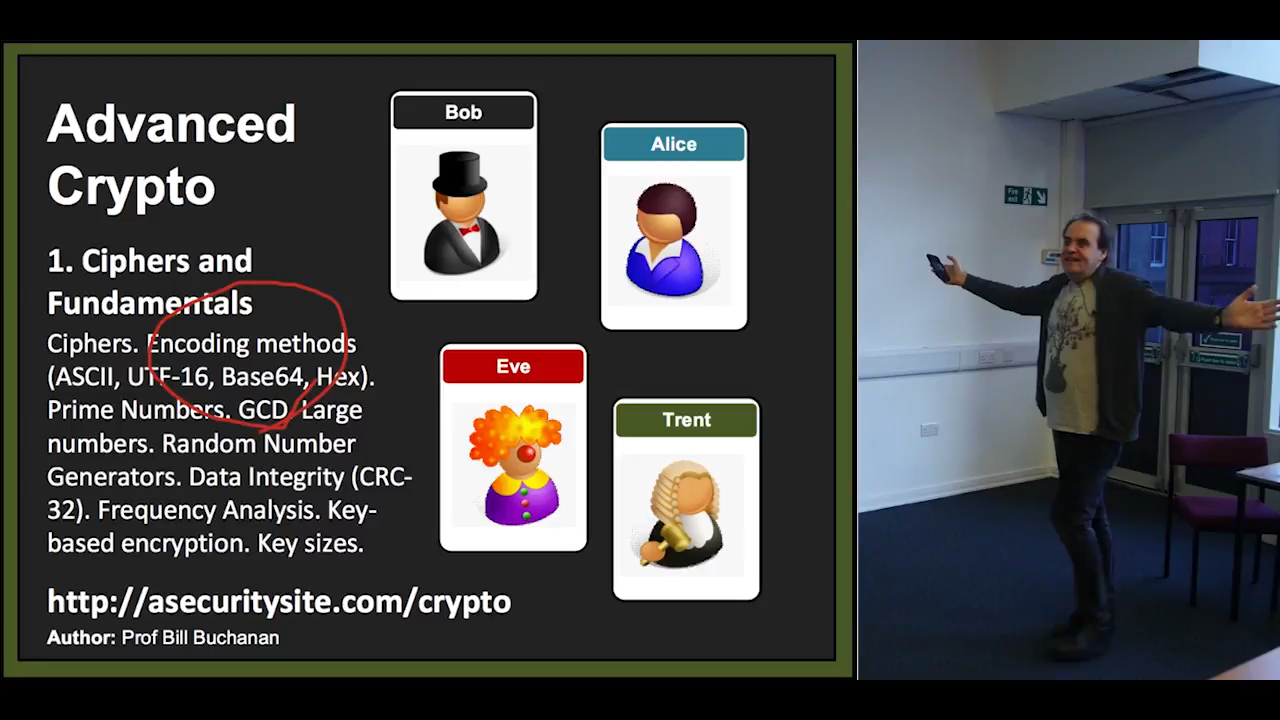 Advanced
Crypto
1. Ciphers and
Fundamentals
Ciphers. Encoding methods
(ASCII, UTF-16, Base64, Hex).
Prime Numbers. GCD. Large
numbers. Random Number
Generators. Data Integrity (CRC-
32). Frequency Analysis. Key-
based encryption. Key sizes.
http://asecuritysite.com/crypto
Author: Prof Bill Buchanan
Bob
Alice
Eve
Trent
Fire
exit